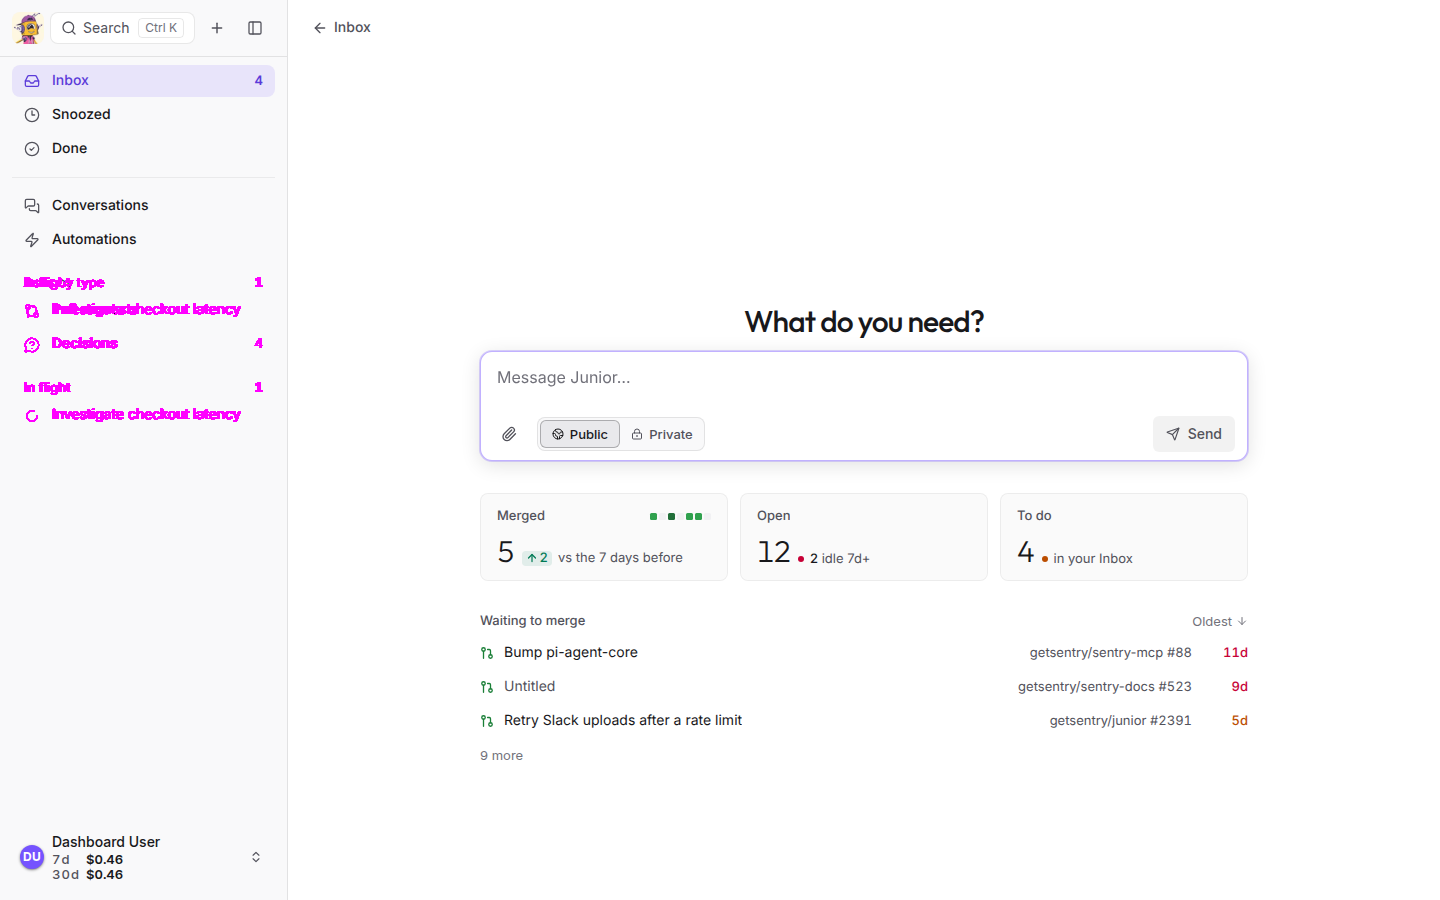 Search Ctrl K
← Inbox
Inbox 4
Snoozed
Done
Conversations
Automations
type 1
checkout latency
Decisions 4
In flight 1
Investigate checkout latency
What do you need?
Message Junior...
Public Private Send
Merged
5 ↑ 2 vs the 7 days before
Open
12 2 idle 7d+
To do
4 in your Inbox
Waiting to merge Oldest ↓
Bump pi-agent-core getsentry/sentry-mcp #88 11d
Untitled getsentry/sentry-docs #523 9d
Retry Slack uploads after a rate limit getsentry/junior #2391 5d
9 more
DU Dashboard User
7d $0.46
30d $0.46